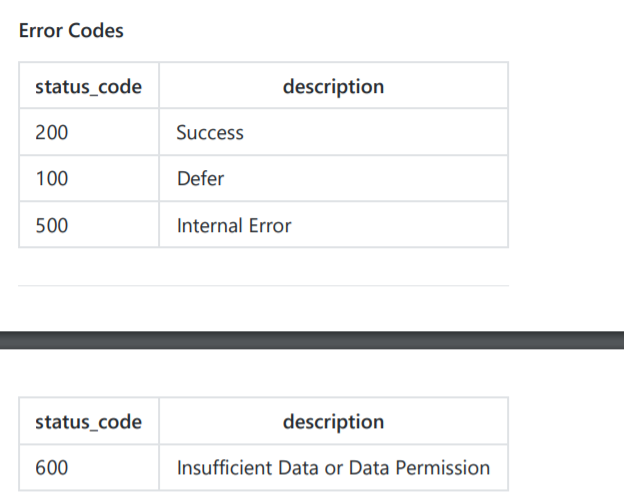 Error Codes
status_code description
200 Success
100 Defer
500 Internal Error
status_code description
600 Insufficient Data or Data Permission